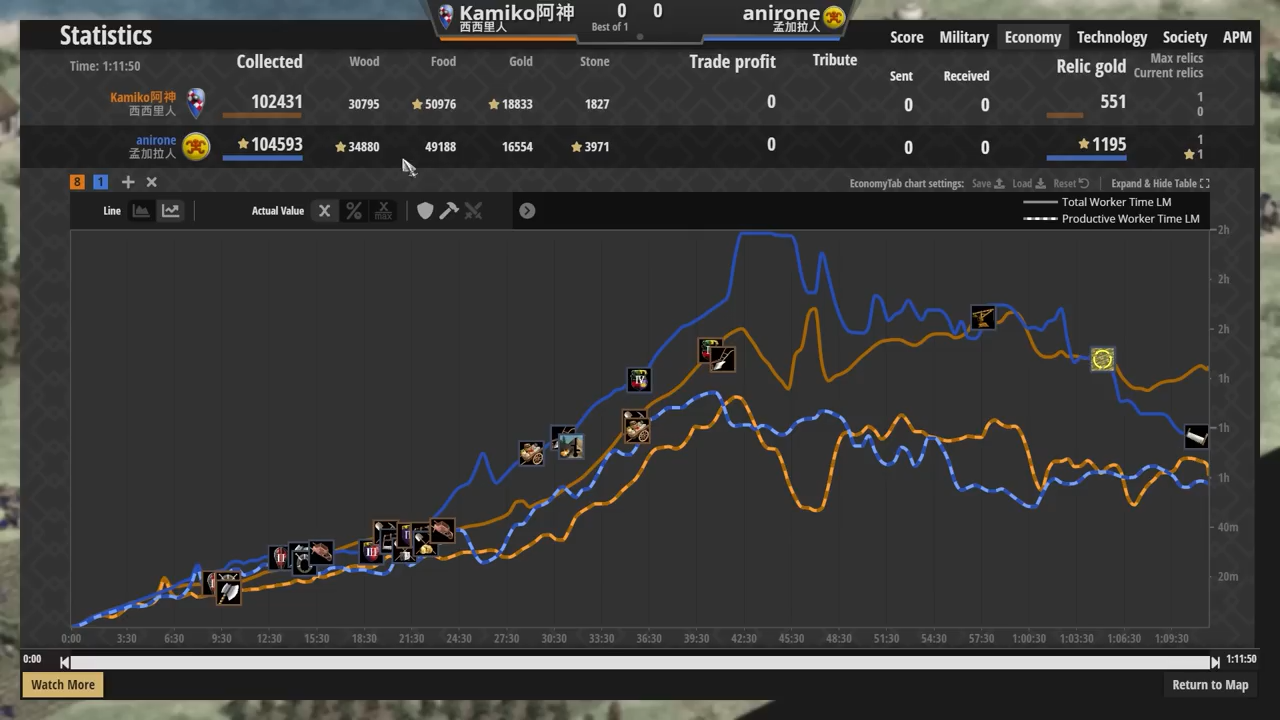 Kamiko阿神 0 0 anirone
西西里人 Best of 1 孟加拉人
Statistics
Score Military Economy Technology Society APM
Time: 1:11:50
Collected Wood Food Gold Stone Trade profit Tribute Sent Received Relic gold Max relics
Current relics
Kamiko阿神 102431 30795 50976 18833 1827 0 0 0 551 1
西西里人 0
anirone 104593 34880 49188 16554 3971 0 0 0 1195 1
孟加拉人 1
8 1 EconomyTab chart settings: Save Load Reset Expand & Hide Table
Line Actual Value X % X max
Total Worker Time LM
Productive Worker Time LM
2h
2h
2h
1h
1h
1h
40m
20m
0:00 3:30 6:30 9:30 12:30 15:30 18:30 21:30 24:30 27:30 30:30 33:30 36:30 39:30 42:30 45:30 48:30 51:30 54:30 57:30 1:00:30 1:03:30 1:06:30 1:09:30
0:00 1:11:50
Watch More Return to Map